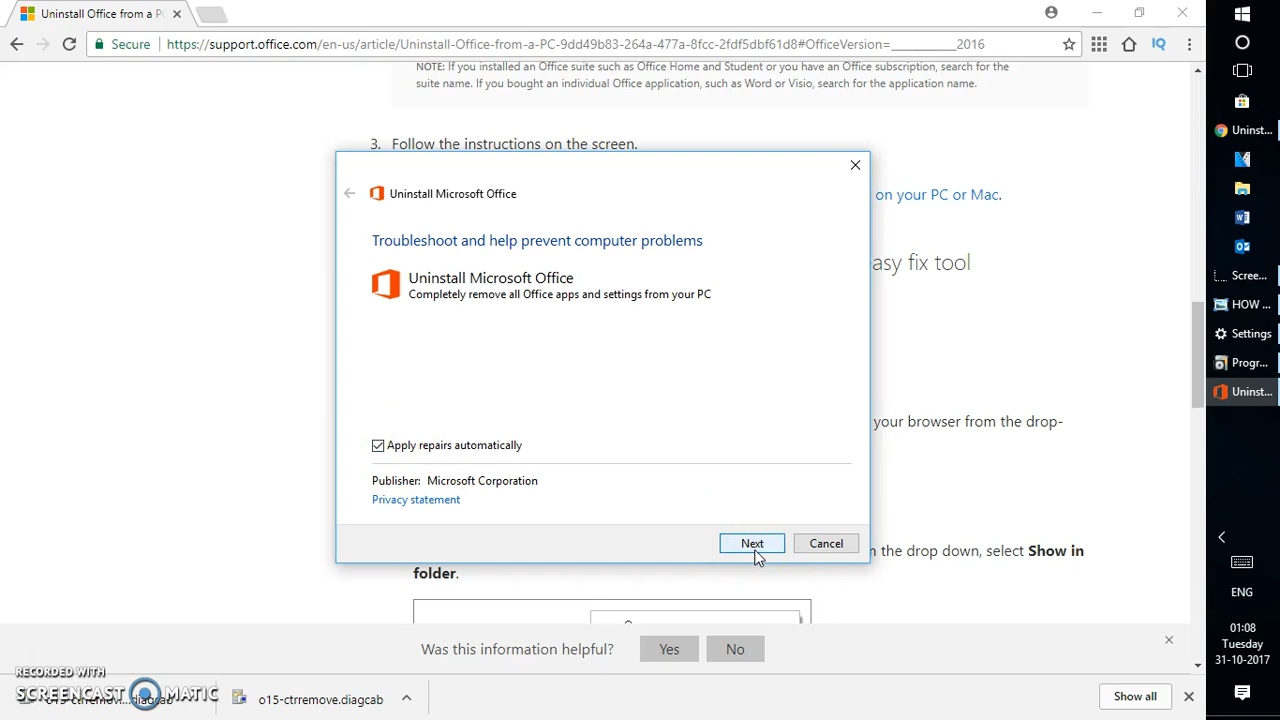 Uninstall Office from a PC
Secure
https://support.office.com/en-us/article/Uninstall-Office-from-a-PC-9dd49b83-264a-477a-8fcc-2fdf5dbf61d8#OfficeVersion=__________2016
IQ
NOTE: If you installed an Office suite such as Office Home and Student or you have an Office subscription, search for the
suite name. If you bought an individual Office application, such as Word or Visio, search for the application name.
3. Follow the instructions on the screen.
on your PC or Mac.
easy fix tool
your browser from the drop-
the drop down, select Show in
folder.
Uninstall Microsoft Office
Troubleshoot and help prevent computer problems
Uninstall Microsoft Office
Completely remove all Office apps and settings from your PC
Apply repairs automatically
Publisher: Microsoft Corporation
Privacy statement
Next
Cancel
Was this information helpful?
Yes
No
RECORDED WITH
SCREENCAST MATIC
o15-ctrremove.diagcab
o15-ctrremove.diagcab
Show all
Uninst...
Scree...
HOW ...
Settings
Progr...
Uninst...
ENG
01:08
Tuesday
31-10-2017